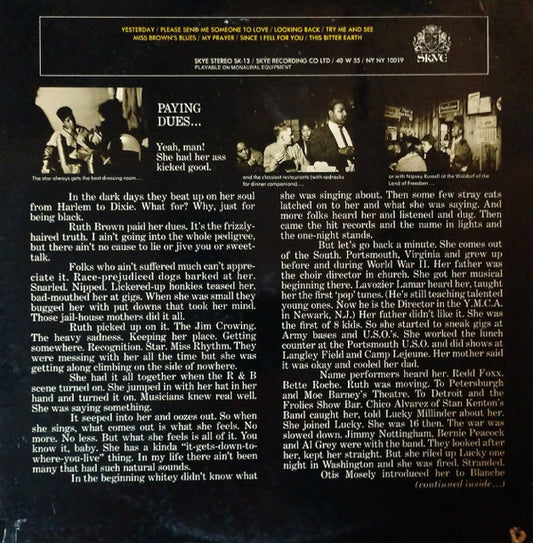 YESTERDAY / PLEASE SEND ME SOMEONE TO LOVE / LOOKING BACK / TRY ME AND SEE
MISS BROWN'S BLUES / MY PRAYER / SINCE I FELL FOR YOU / THIS BITTER EARTH
SKYE STEREO SK-13 / SKYE RECORDING CO LTD / 40 W 55 / NY NY 10019
PLAYABLE ON MONAURAL EQUIPMENT
SKYE
PAYING
DUES...
Yeah, man!
She had her ass
kicked good.
The star always gets the best dressing room....
and the classiest restaurants (with rednecks
for dinner companions)...
or with Nipsey Russell at the Waldorf of the
Land of Freedom...
In the dark days they beat up on her soul
from Harlem to Dixie. What for? Why, just for
being black.
Ruth Brown paid her dues. It's the frizzly-
haired truth. I ain't going into the whole pedigree,
but there ain't no cause to lie or jive you or sweet-
talk.
Folks who ain't suffered much can't appre-
ciate it. Race-prejudiced dogs barked at her.
Snarled. Nipped. Lickered-up honkies teased her,
bad-mouthed her at gigs. When she was small they
bugged her with put downs that took her mind.
Those jail-house mothers did it all.
Ruth picked up on it. The Jim Crowing.
The heavy sadness. Keeping her place. Getting
somewhere. Recognition. Star. Miss Rhythm. They
were messing with her all the time but she was
getting along climbing on the side of nowhere.
She had it all together when the R & B
scene turned on. She jumped in with her hat in her
hand and turned it on. Musicians knew real well.
She was saying something.
It seeped into her and oozes out. So when
she sings, what comes out is what she feels. No
more. No less. But what she feels is all of it. You
know it, baby. She has a kinda "it-gets-down-to-
where-you-live" thing. In my life there ain't been
many that had such natural sounds.
In the beginning whitey didn't know what
she was singing about. Then some few stray cats
latched on to her and what she was saying. And
more folks heard her and listened and dug. Then
came the hit records and the name in lights and
the one-night stands.
But let's go back a minute. She comes out
of the South. Portsmouth, Virginia and grew up
before and during World War II. Her father was
the choir director in church. She got her musical
beginning there. Lavozier Lamar heard her, taught
her the first 'pop' tunes. (He's still teaching talented
young ones. Now he is the Director in the Y.M.C.A.
in Newark, N.J.) Her father didn't like it. She was
the first of 8 kids. So she started to sneak gigs at
Army bases and U.S.O.'s. She worked the lunch
counter at the Portsmouth U.S.O. and did shows at
Langley Field and Camp Lejeune. Her mother said
it was okay and cooled her dad.
Name performers heard her. Redd Foxx.
Bette Roche. Ruth was moving. To Petersburgh
and Moe Barney's Theatre. To Detroit and the
Frolics Show Bar. Chico Alvarez of Stan Kenton's
Band caught her, told Lucky Millinder about her.
She joined Lucky. She was 16 then. The war was
slowed down. Jimmy Nottingham, Bernie Peacock
and Al Grey were with the band. They looked after
her, kept her straight. But she riled up Lucky one
night in Washington and she was fired. Stranded.
Otis Mosely introduced her to Blanche
(continued inside...)